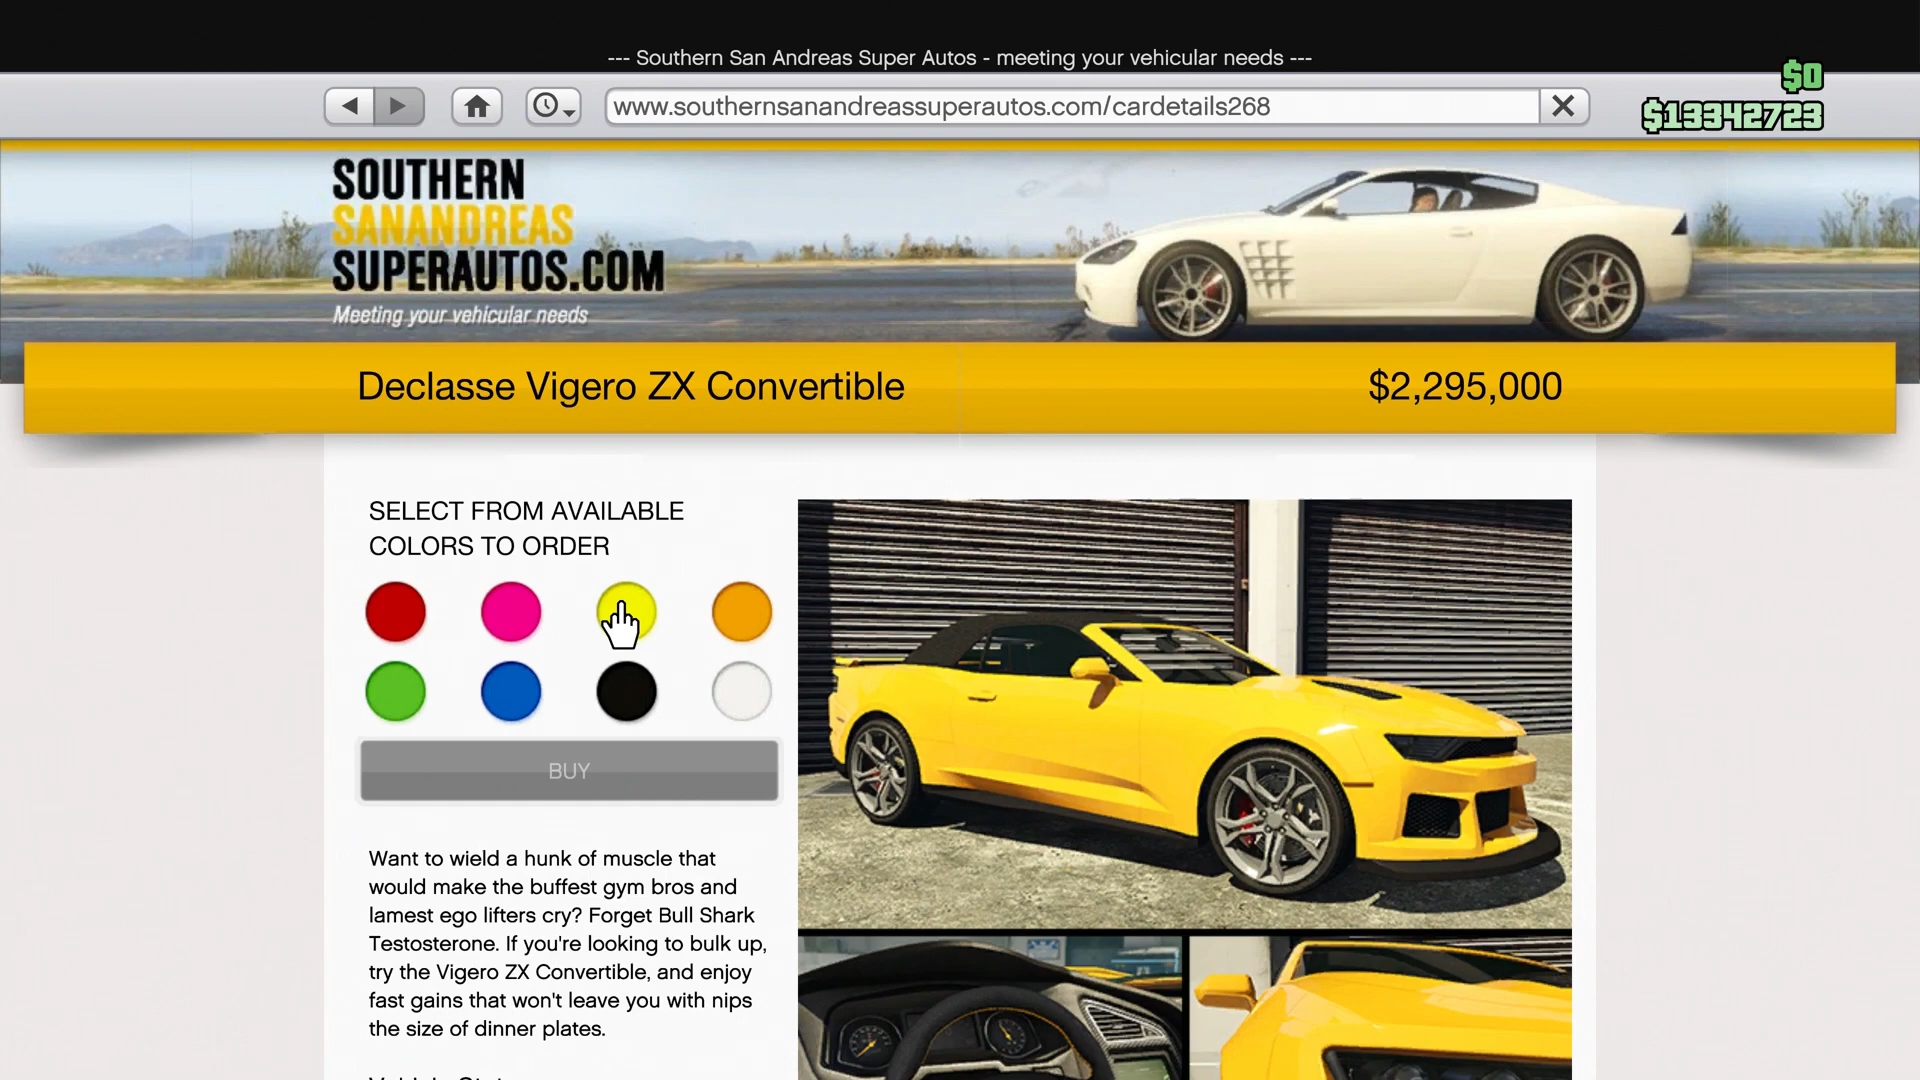 --- Southern San Andreas Super Autos - meeting your vehicular needs ---
$0
www.southernsanandreassuperautos.com/cardetails268
$13342723
SOUTHERN
SANANDREAS
SUPERAUTOS.COM
Meeting your vehicular needs
Declasse Vigero ZX Convertible
$2,295,000
SELECT FROM AVAILABLE
COLORS TO ORDER
BUY
Want to wield a hunk of muscle that
would make the buffest gym bros and
lamest ego lifters cry? Forget Bull Shark
Testosterone. If you're looking to bulk up,
try the Vigero ZX Convertible, and enjoy
fast gains that won't leave you with nips
the size of dinner plates.